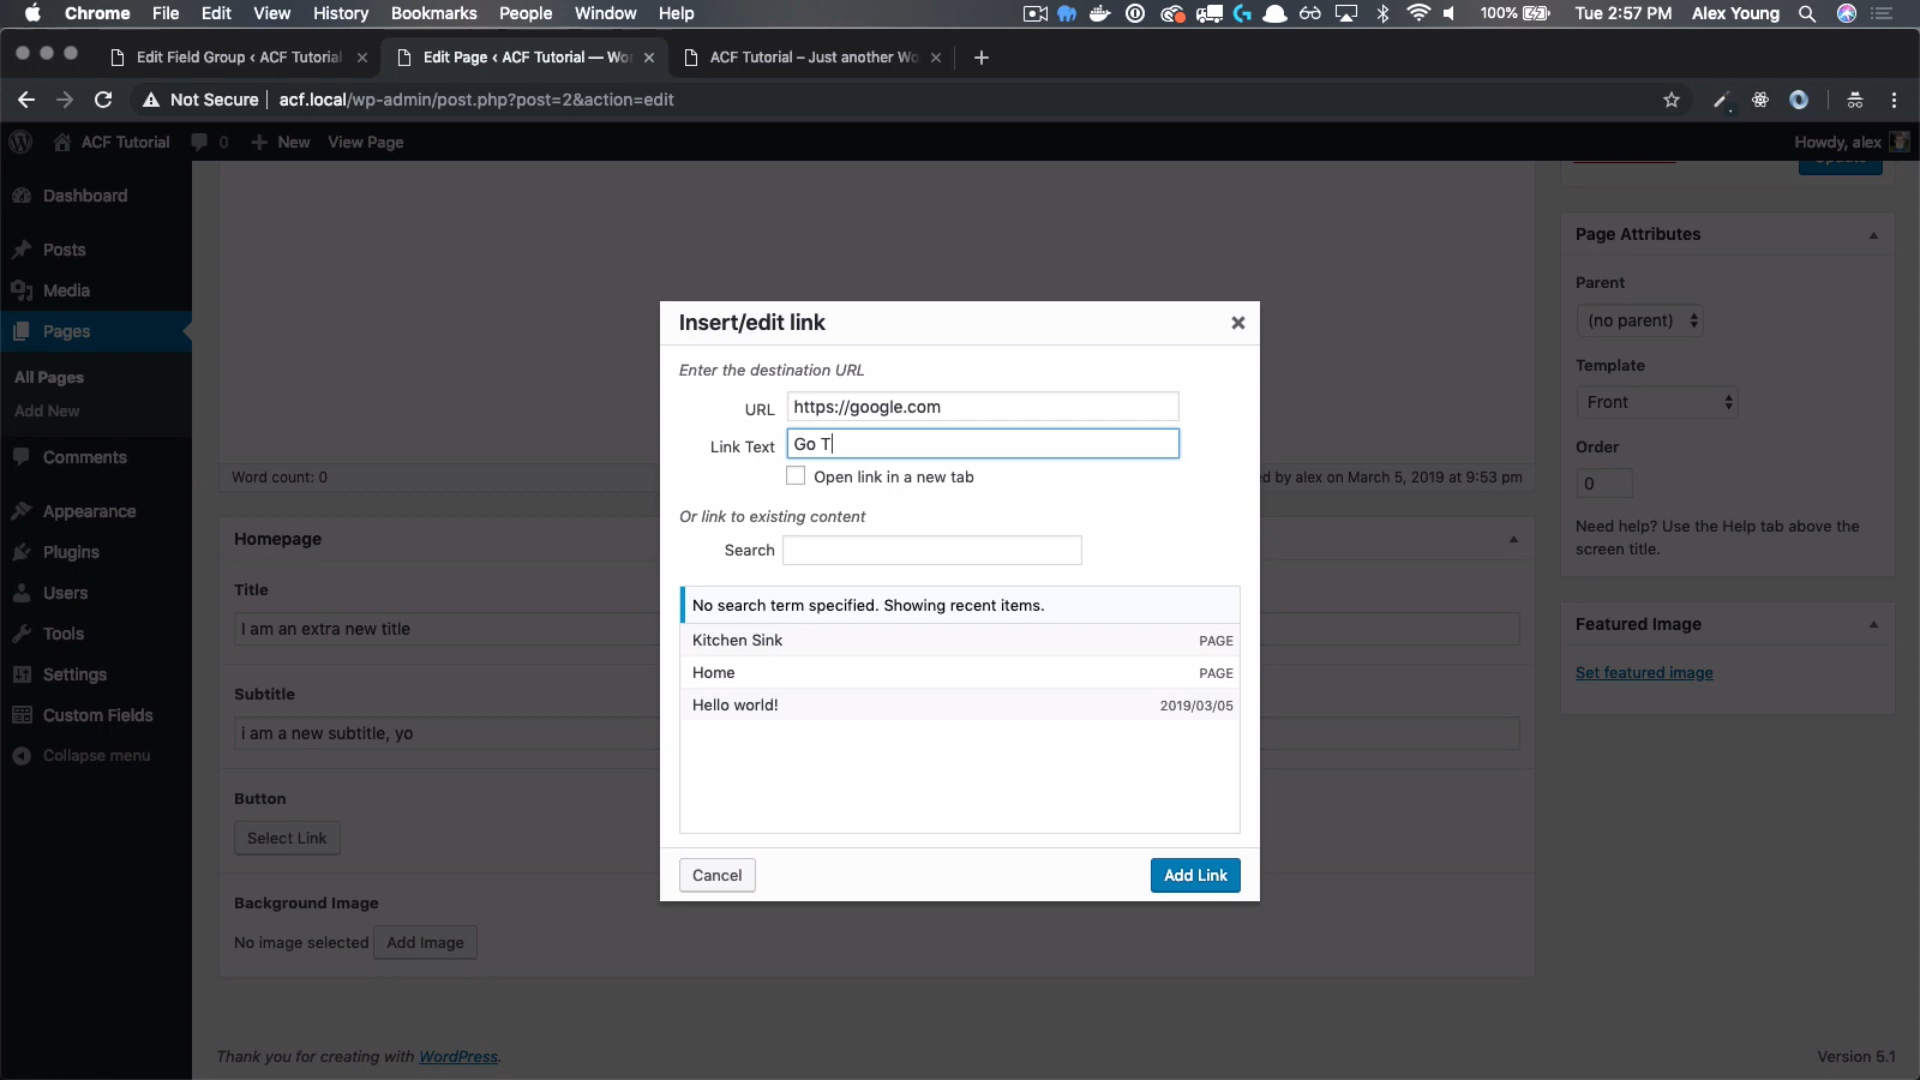 Chrome File Edit View History Bookmarks People Window Help 100% Tue 2:57 PM Alex Young
Edit Field Group ‹ ACF Tutorial Edit Page ‹ ACF Tutorial — Wor ACF Tutorial – Just another Wo
Not Secure acf.local/wp-admin/post.php?post=2&action=edit
ACF Tutorial 0 New View Page Howdy, alex
Dashboard
Posts
Media
Pages
All Pages
Add New
Comments
Appearance
Plugins
Users
Tools
Settings
Custom Fields
Collapse menu
Word count: 0
d by alex on March 5, 2019 at 9:53 pm
Homepage
Title
I am an extra new title
Subtitle
i am a new subtitle, yo
Button
Select Link
Background Image
No image selected Add Image
Insert/edit link
Enter the destination URL
URL https://google.com
Link Text Go T
Open link in a new tab
Or link to existing content
Search
No search term specified. Showing recent items.
Kitchen Sink PAGE
Home PAGE
Hello world! 2019/03/05
Cancel Add Link
Update
Page Attributes
Parent
(no parent)
Template
Front
Order
0
Need help? Use the Help tab above the
screen title.
Featured Image
Set featured image
Thank you for creating with WordPress.
Version 5.1